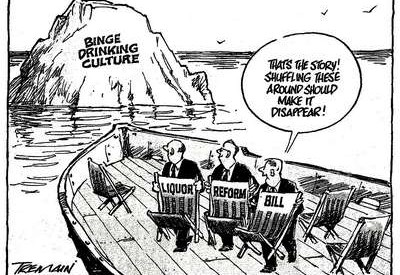 BINGE
DRINKING
CULTURE
THAT'S THE STORY!
SHUFFLING THESE
AROUND SHOULD
MAKE IT
DISAPPEAR!
LIQUOR
REFORM
BILL
TREMAIN